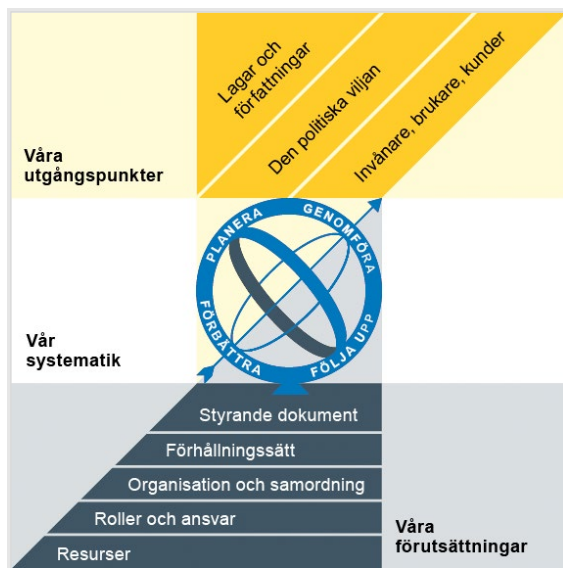 Lagar och
författningar
Den politiska viljan
Invånare, brukare, kunder
Våra
utgångspunkter
PLANERA
GENOMFÖRA
FÖRBÄTTRA
FÖLJA UPP
Vår
systematik
Styrande dokument
Förhållningssätt
Organisation och samordning
Roller och ansvar
Resurser
Våra
förutsättningar